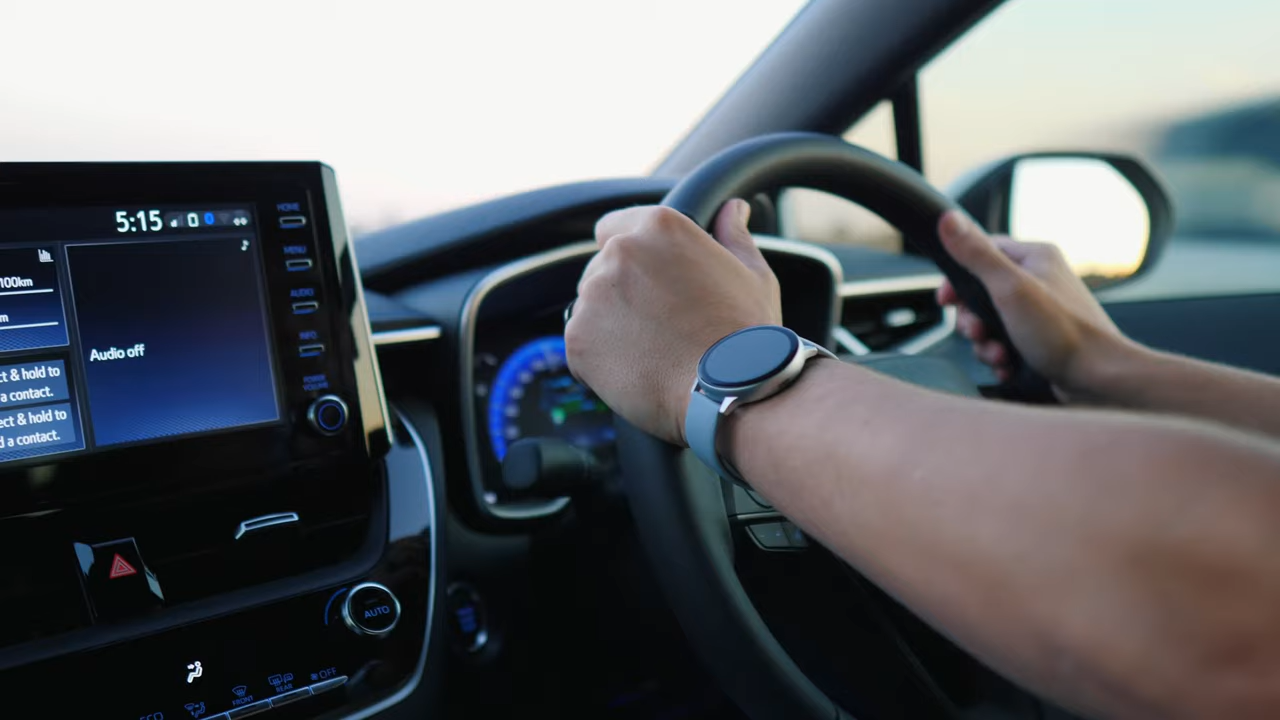 5:15
100km
m
Audio off
ct & hold to
a contact.
ect & hold to
d a contact.
HOME
MENU
AUDIO
INFO
POWER
VOLUME
AUTO
OFF
FRONT
REAR
ECO